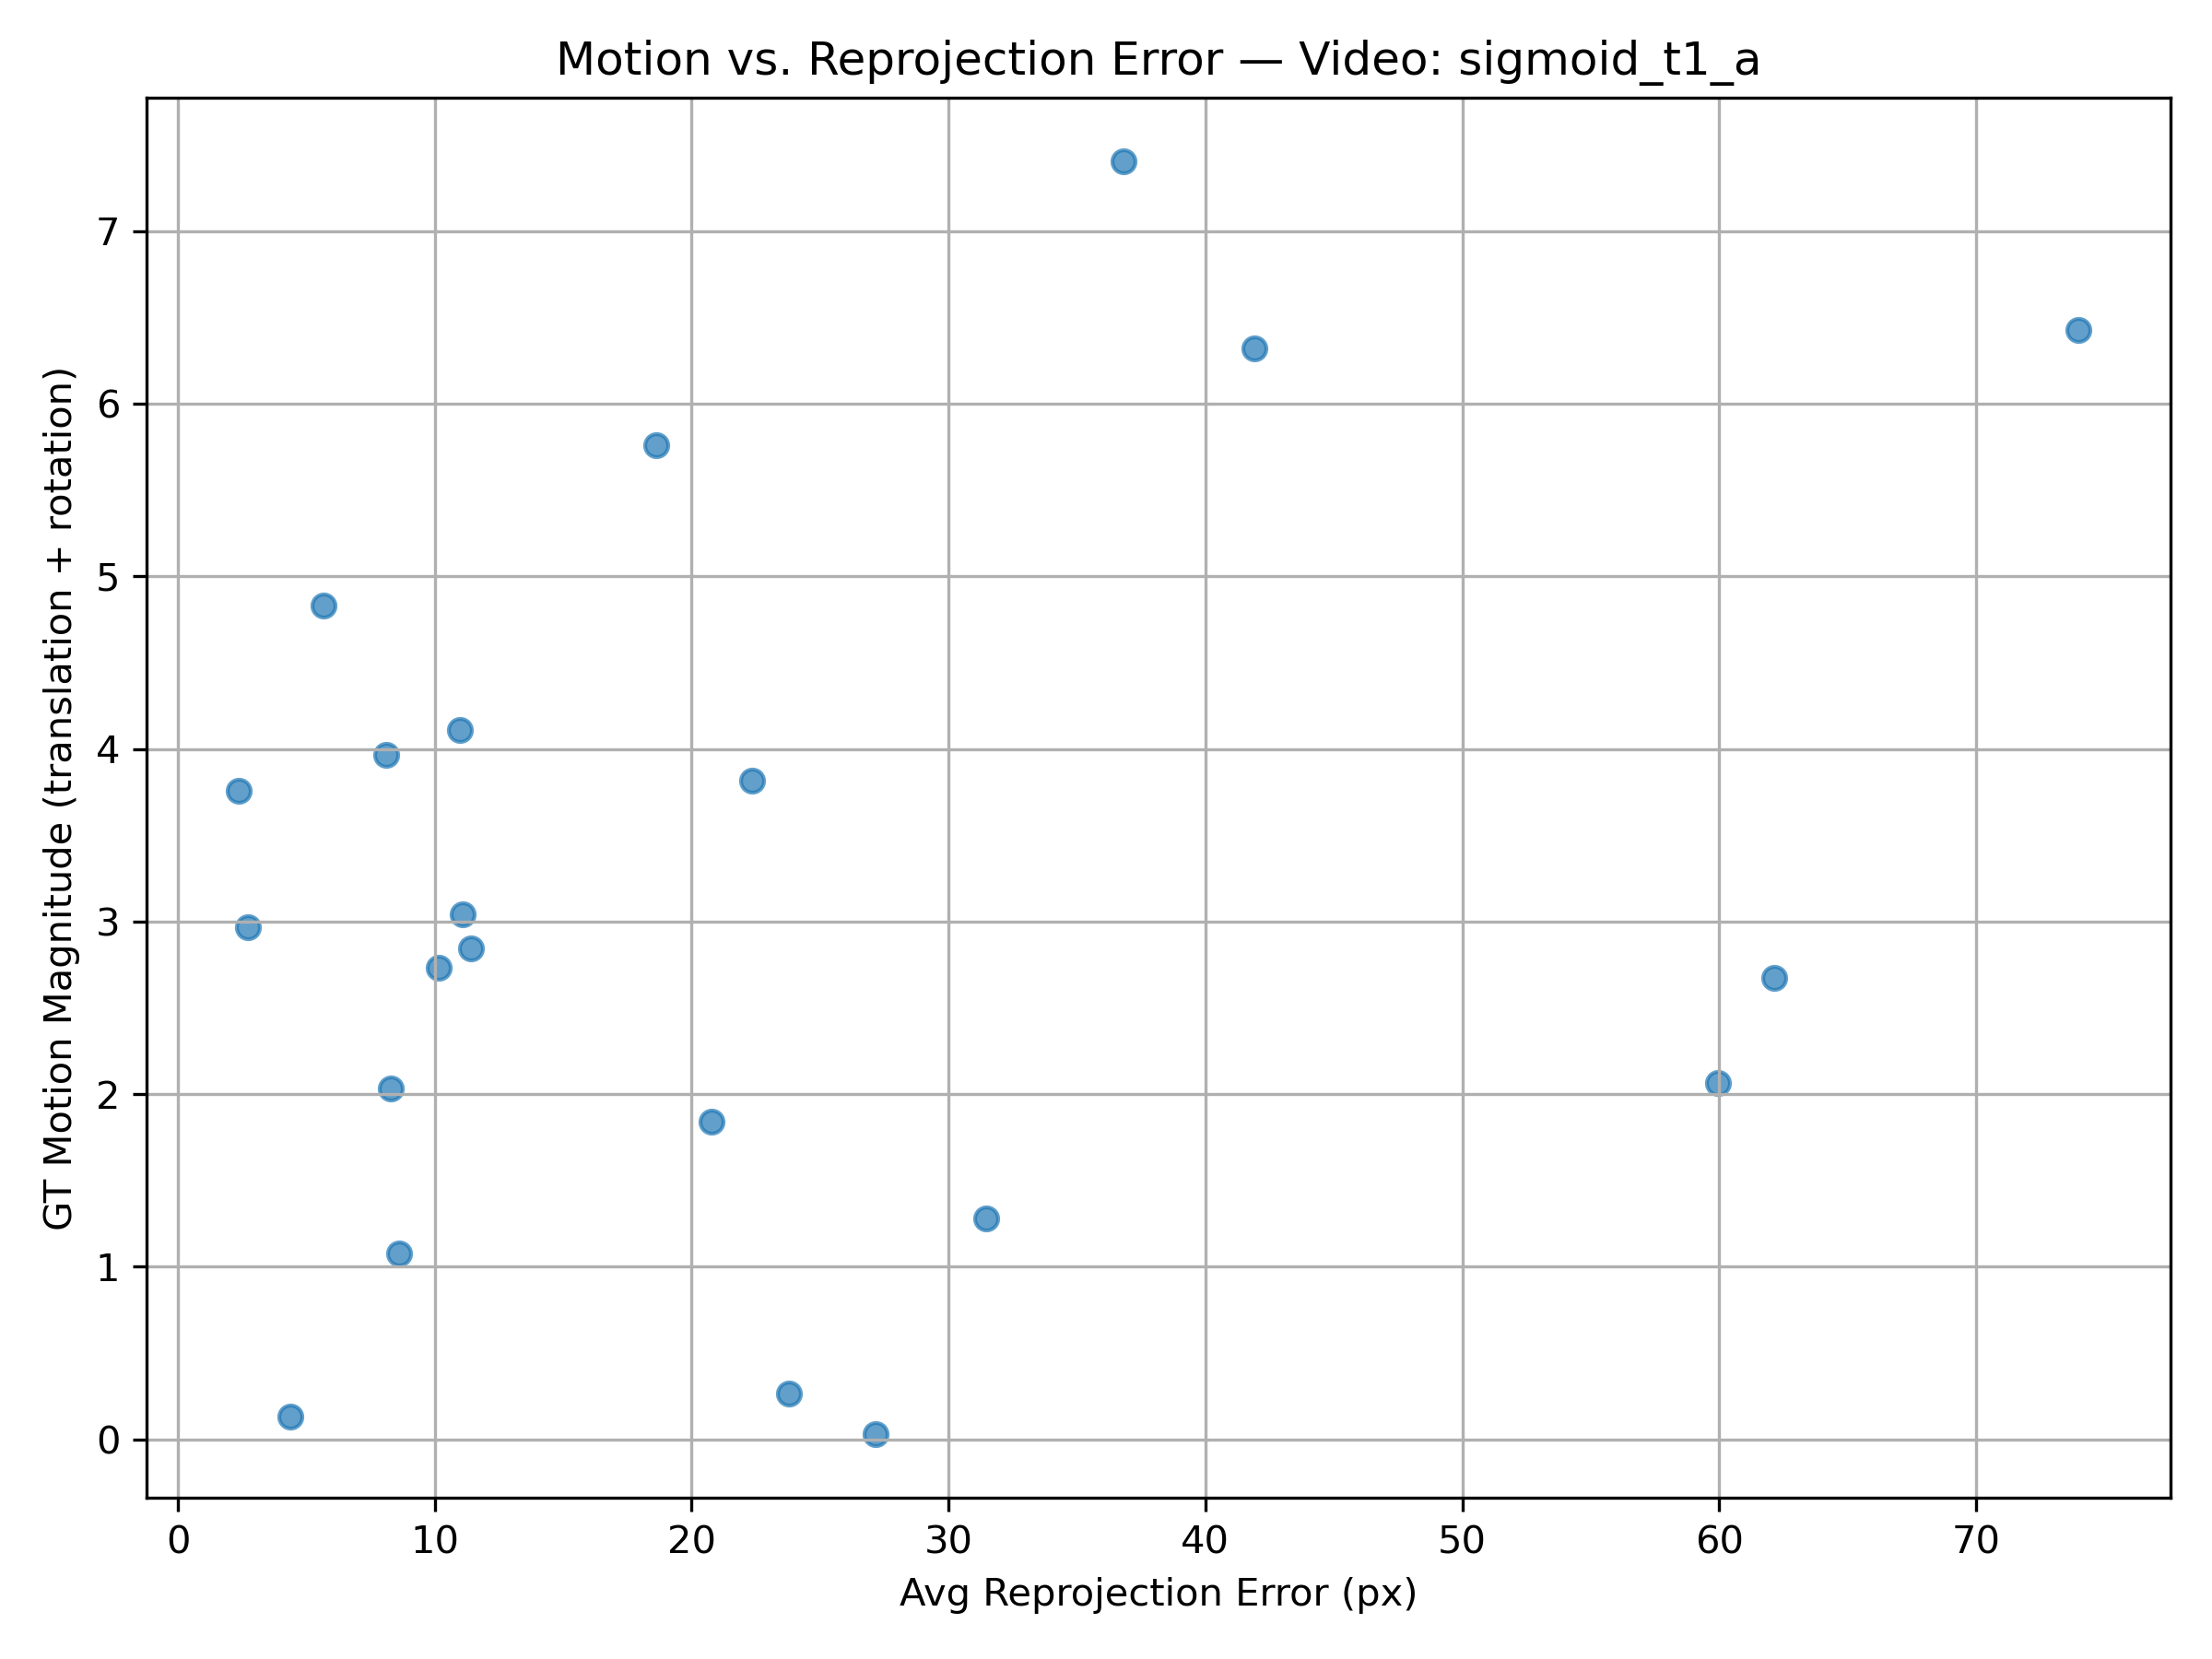 Motion vs. Reprojection Error — Video: sigmoid_t1_a
GT Motion Magnitude (translation + rotation)
7
6
5
4
3
2
1
0
0 10 20 30 40 50 60 70
Avg Reprojection Error (px)